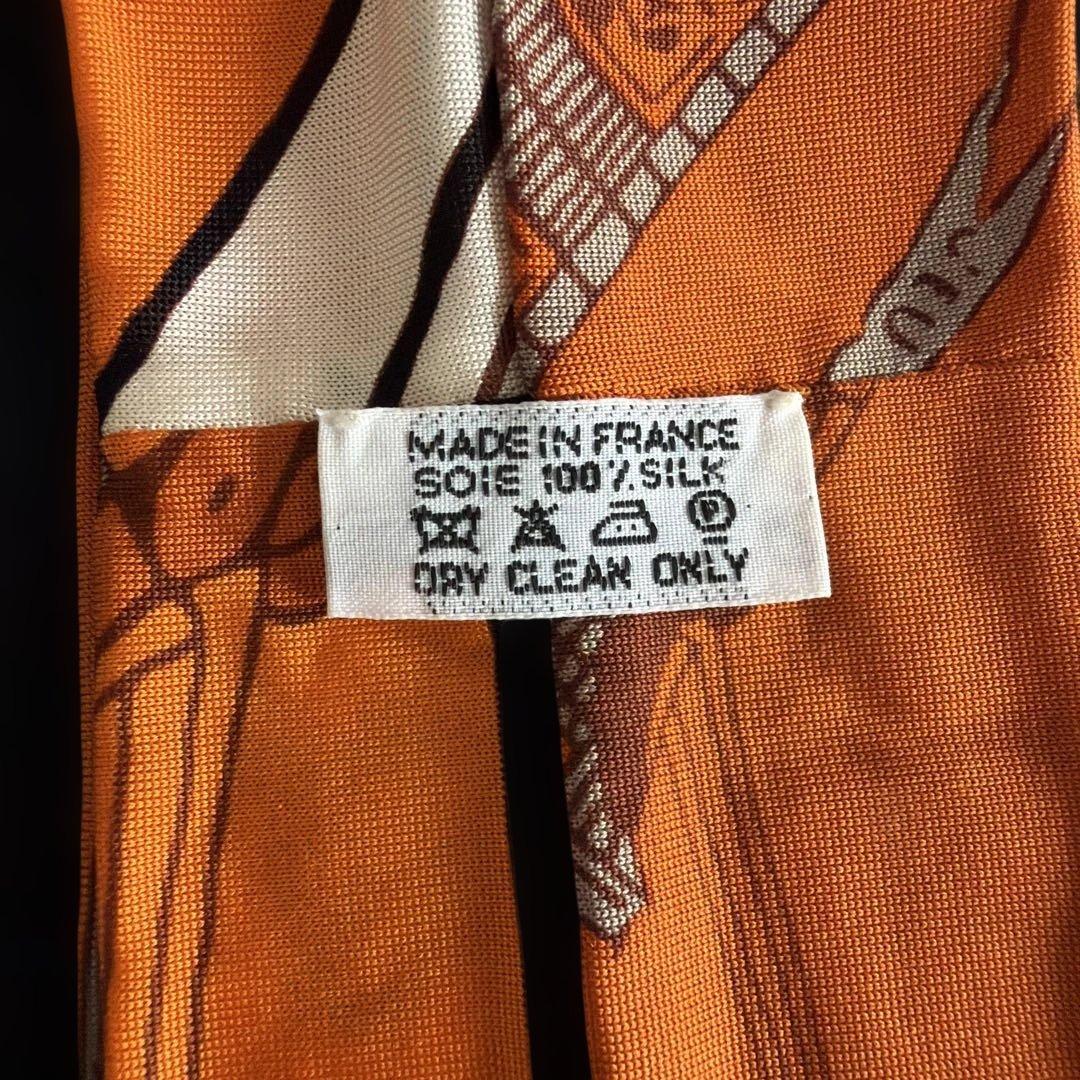 MADE IN FRANCE
SOIE 100% SILK
P
DRY CLEAN ONLY